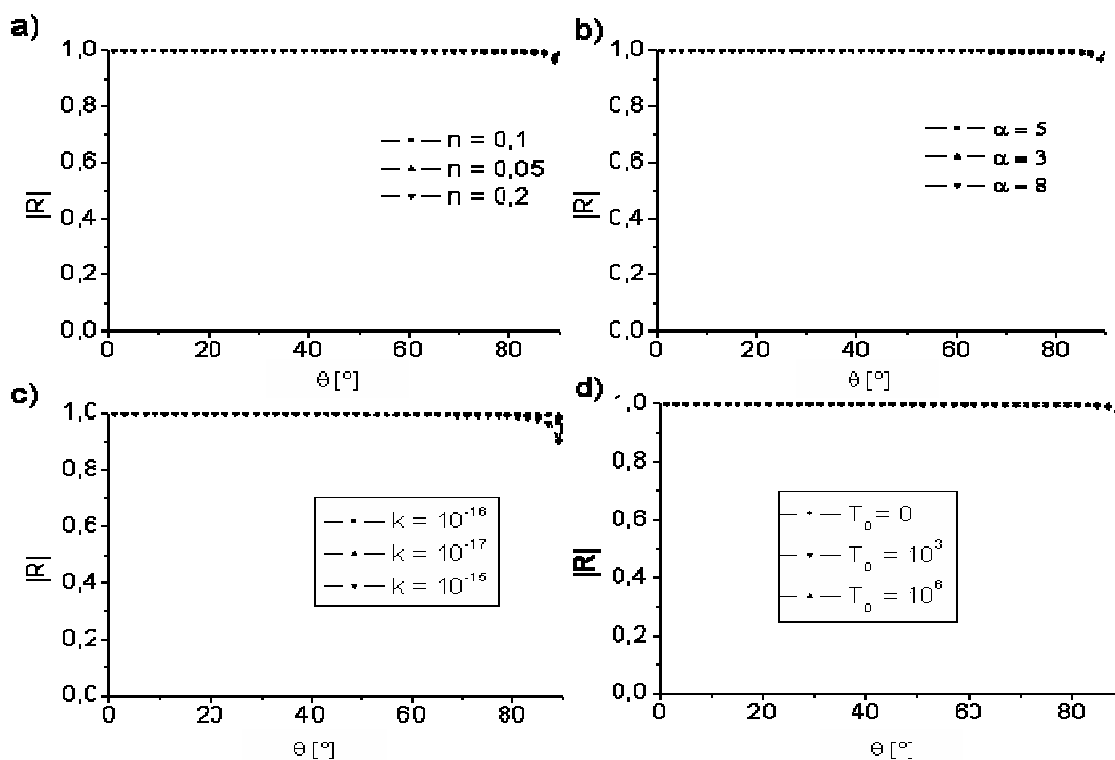 a)
1,0
0,8
0,6
0,4
0,2
0,0
|R|
n = 0,1
n = 0,05
n = 0,2
0 20 40 60 80
θ [°]
b)
1,0
0,8
0,6
0,4
0,2
0,0
|R|
α = 5
α = 3
α = 8
0 20 40 60 80
θ [°]
c)
1,0
0,8
0,6
0,4
0,2
0,0
|R|
k = 10⁻¹⁶
k = 10⁻¹⁷
k = 10⁻¹⁵
0 20 40 60 80
θ [°]
d)
1,0
0,8
0,6
0,4
0,2
0,0
|R|
T₀ = 0
T₀ = 10³
T₀ = 10⁶
0 20 40 60 80
θ [°]